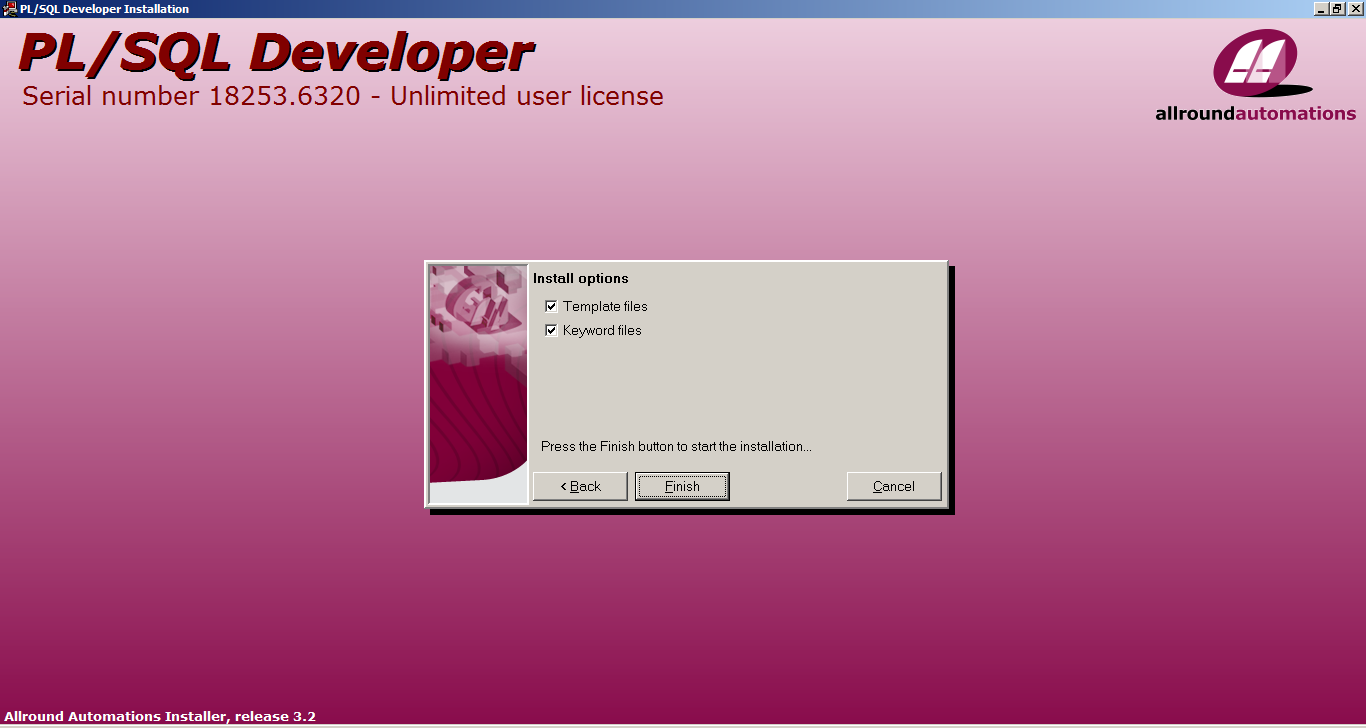 PL/SQL Developer Installation
PL/SQL Developer
Serial number 18253.6320 - Unlimited user license
allroundautomations
Install options
Template files
Keyword files
Press the Finish button to start the installation...
< Back
Finish
Cancel
Allround Automations Installer, release 3.2